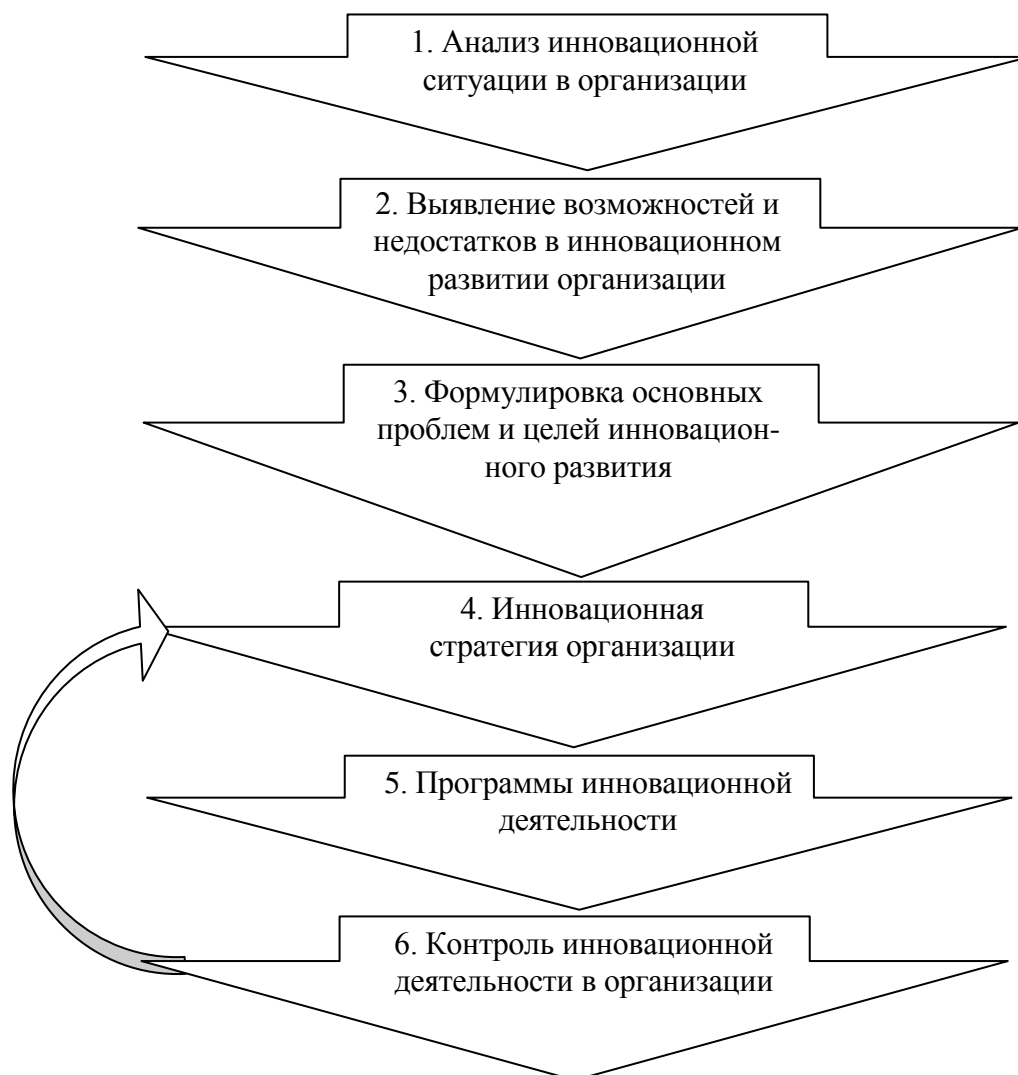 1. Анализ инновационной
ситуации в организации
2. Выявление возможностей и
недостатков в инновационном
развитии организации
3. Формулировка основных
проблем и целей инновацион-
ного развития
4. Инновационная
стратегия организации
5. Программы инновационной
деятельности
6. Контроль инновационной
деятельности в организации